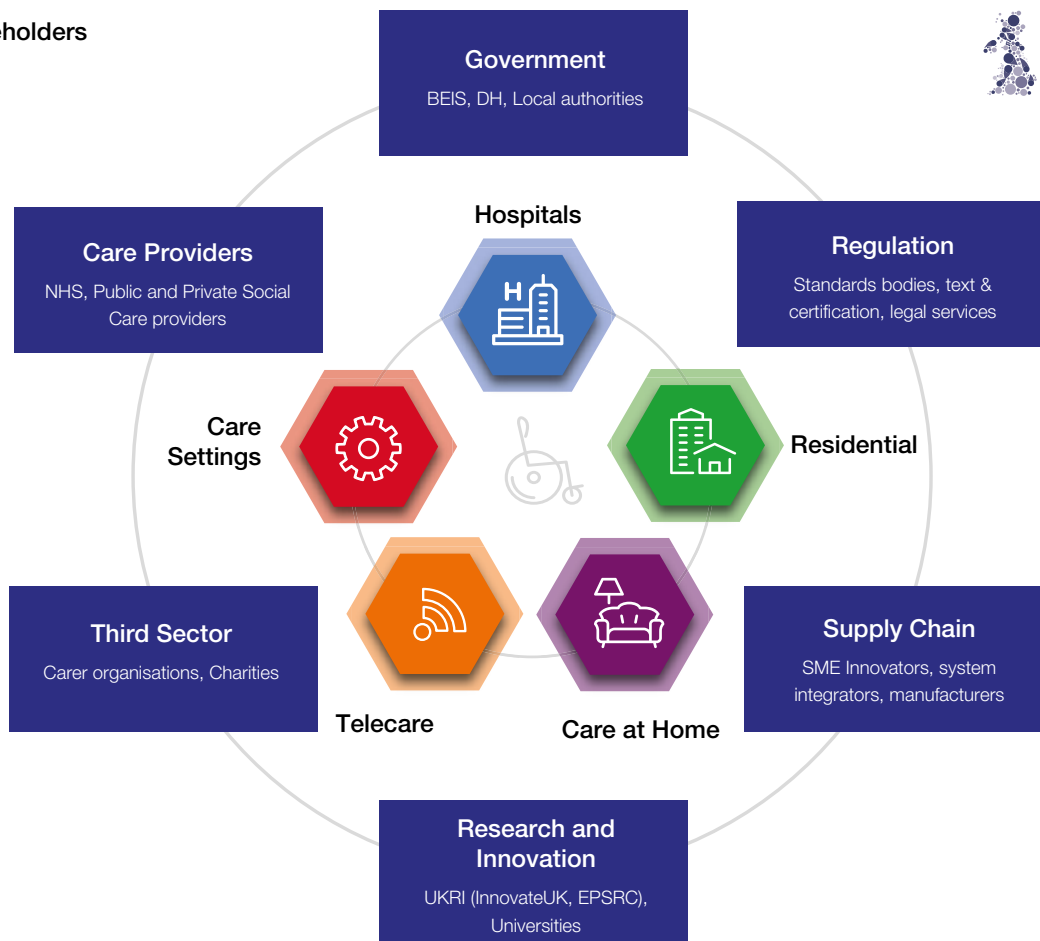 eholders
Government
BEIS, DH, Local authorities
Hospitals
Care Providers
NHS, Public and Private Social
Care providers
Regulation
Standards bodies, text &
certification, legal services
H
Care
Settings
Residential
Third Sector
Carer organisations, Charities
Supply Chain
SME Innovators, system
integrators, manufacturers
Telecare
Care at Home
Research and
Innovation
UKRI (InnovateUK, EPSRC),
Universities